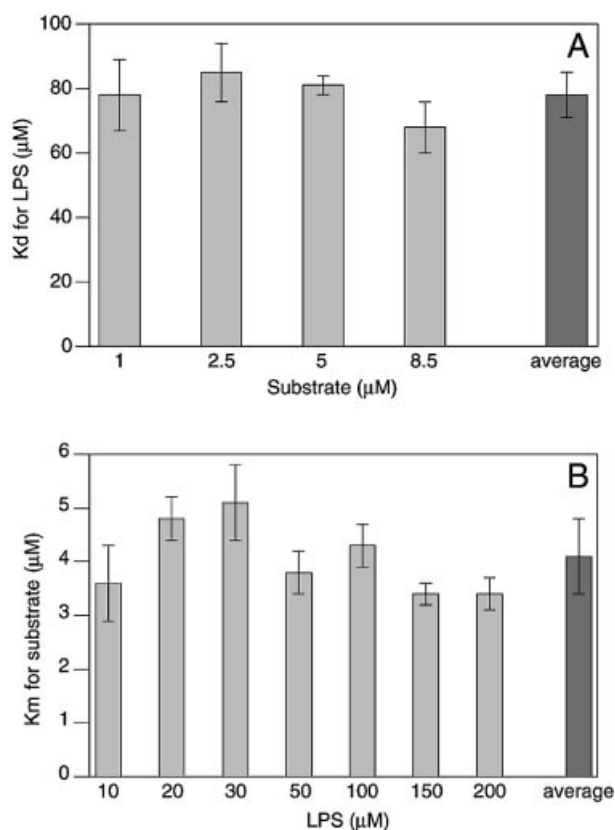 A
Kd for LPS (µM)
100
80
60
40
20
0
1 2.5 5 8.5 average
Substrate (µM)
B
Km for substrate (µM)
6
5
4
3
2
1
0
10 20 30 50 100 150 200 average
LPS (µM)